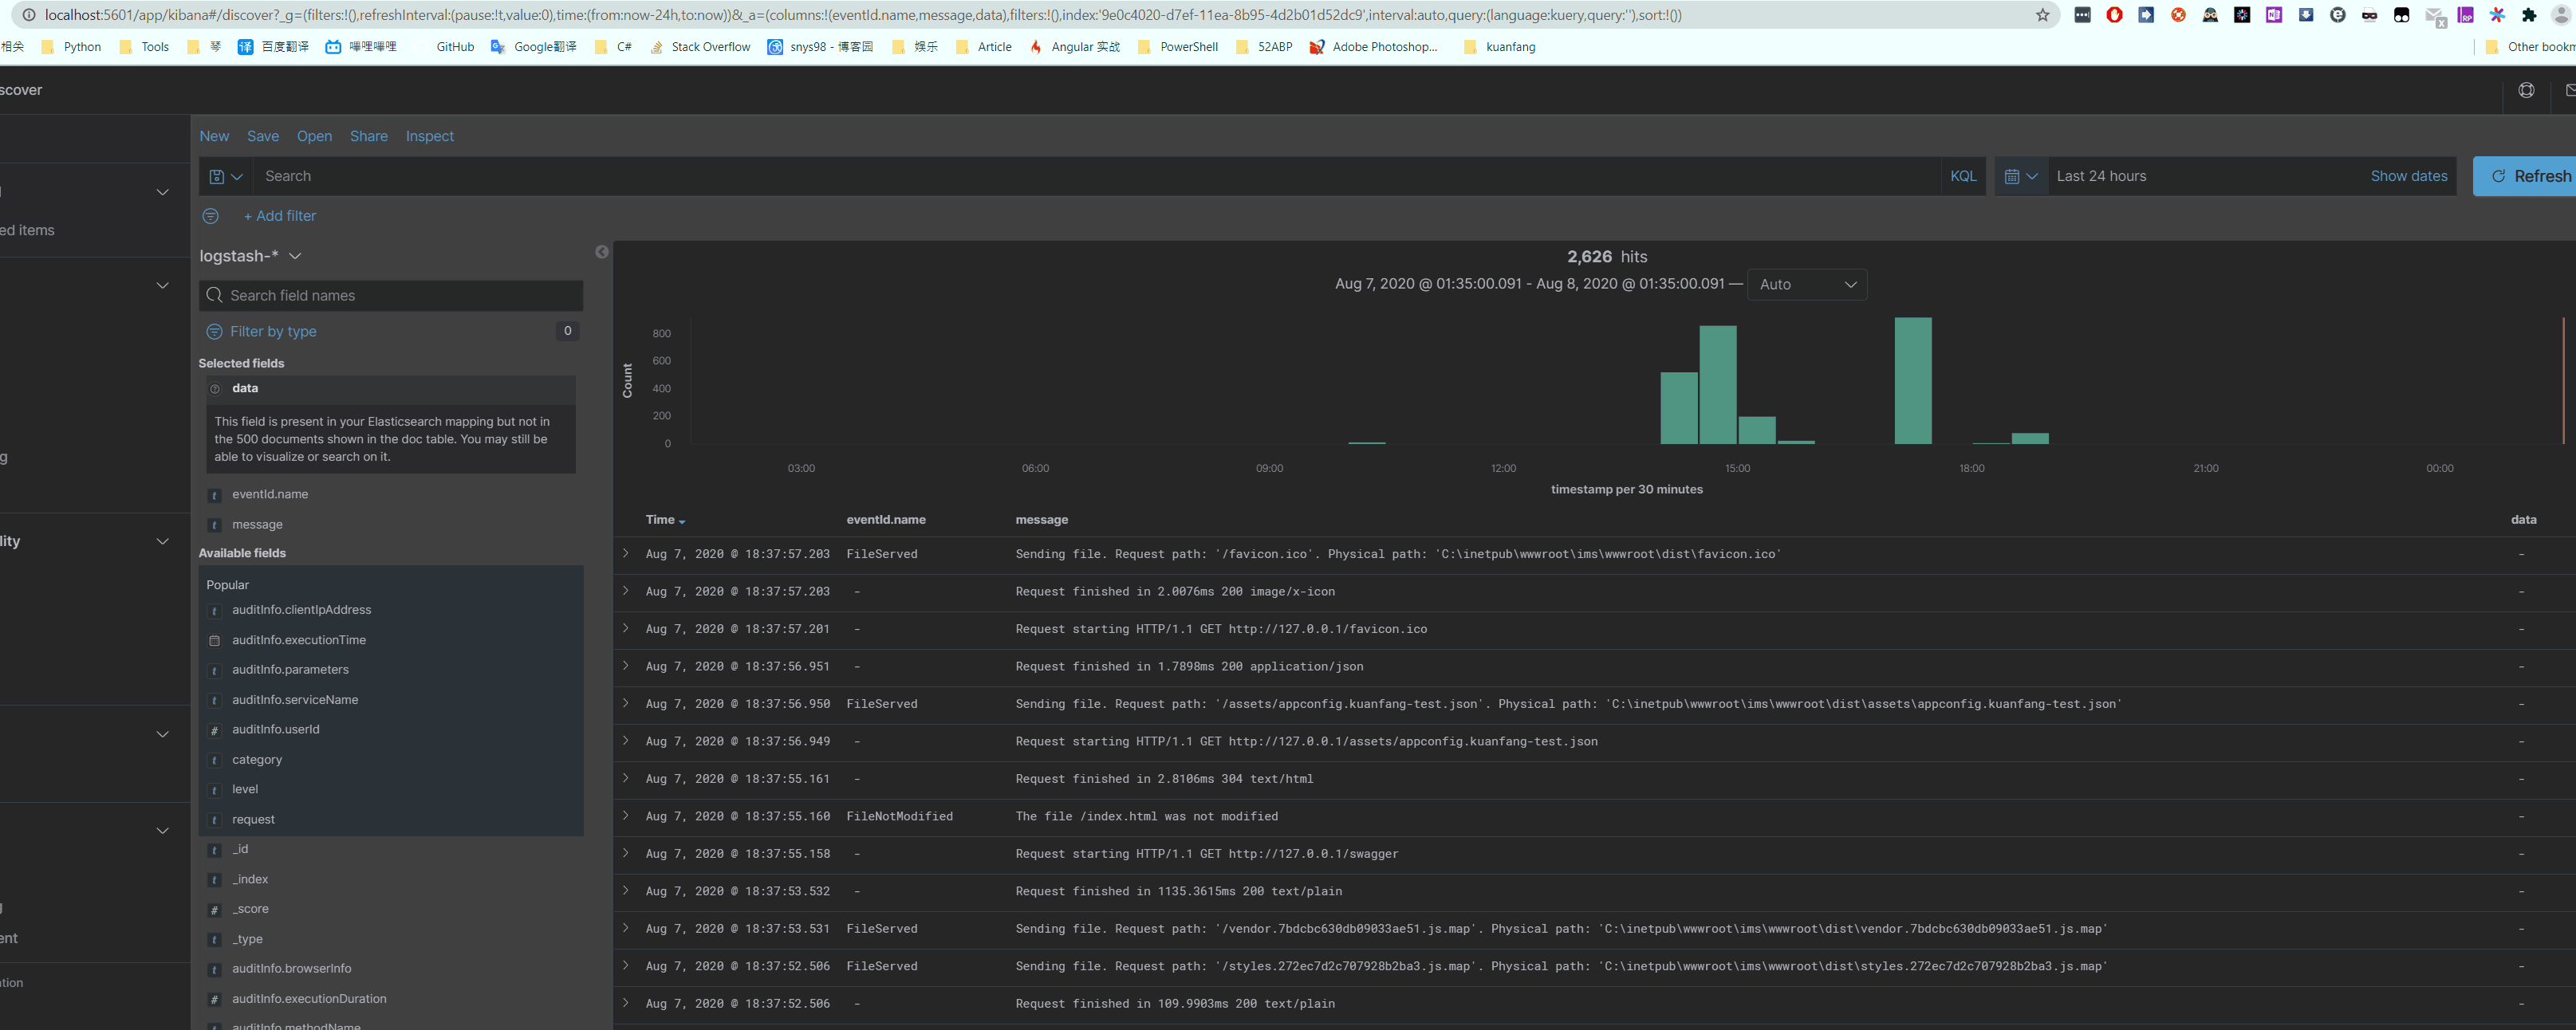 localhost:5601/app/kibana#/discover?_g=(filters:!(),refreshInterval:(pause:!t,value:0),time:(from:now-24h,to:now))&_a=(columns:!(eventId.name,message,data),filters:!(),index:'9e0c4020-d7ef-11ea-8b95-4d2b01d52dc9',interval:auto,query:(language:kuery,query:''),sort:!())
相关 Python Tools 琴 百度翻译 嗶哩嗶哩 GitHub Google翻译 C# Stack Overflow snys98 - 博客园 娱乐 Article Angular 实战 PowerShell 52ABP Adobe Photoshop... kuanfang Other bookm
scover
New Save Open Share Inspect
Search KQL Last 24 hours Show dates Refresh
+ Add filter
ed items
logstash-*
2,626 hits
Aug 7, 2020 @ 01:35:00.091 - Aug 8, 2020 @ 01:35:00.091 — Auto
Search field names
Filter by type 0
Selected fields
data
This field is present in your Elasticsearch mapping but not in
the 500 documents shown in the doc table. You may still be
able to visualize or search on it.
t eventId.name
t message
Available fields
Popular
t auditInfo.clientIpAddress
auditInfo.executionTime
t auditInfo.parameters
t auditInfo.serviceName
# auditInfo.userId
t category
t level
t request
t _id
t _index
# _score
t _type
t auditInfo.browserInfo
# auditInfo.executionDuration
auditInfo.methodName
g
lity
ent
ation
Count
800
600
400
200
0
03:00 06:00 09:00 12:00 15:00 18:00 21:00 00:00
timestamp per 30 minutes
Time eventId.name message data
Aug 7, 2020 @ 18:37:57.203 FileServed Sending file. Request path: '/favicon.ico'. Physical path: 'C:\inetpub\wwwroot\ims\wwwroot\dist\favicon.ico' -
Aug 7, 2020 @ 18:37:57.203 - Request finished in 2.0076ms 200 image/x-icon -
Aug 7, 2020 @ 18:37:57.201 - Request starting HTTP/1.1 GET http://127.0.0.1/favicon.ico -
Aug 7, 2020 @ 18:37:56.951 - Request finished in 1.7898ms 200 application/json -
Aug 7, 2020 @ 18:37:56.950 FileServed Sending file. Request path: '/assets/appconfig.kuanfang-test.json'. Physical path: 'C:\inetpub\wwwroot\ims\wwwroot\dist\assets\appconfig.kuanfang-test.json' -
Aug 7, 2020 @ 18:37:56.949 - Request starting HTTP/1.1 GET http://127.0.0.1/assets/appconfig.kuanfang-test.json -
Aug 7, 2020 @ 18:37:55.161 - Request finished in 2.8106ms 304 text/html -
Aug 7, 2020 @ 18:37:55.160 FileNotModified The file /index.html was not modified -
Aug 7, 2020 @ 18:37:55.158 - Request starting HTTP/1.1 GET http://127.0.0.1/swagger -
Aug 7, 2020 @ 18:37:53.532 - Request finished in 1135.3615ms 200 text/plain -
Aug 7, 2020 @ 18:37:53.531 FileServed Sending file. Request path: '/vendor.7bdcbc630db09033ae51.js.map'. Physical path: 'C:\inetpub\wwwroot\ims\wwwroot\dist\vendor.7bdcbc630db09033ae51.js.map' -
Aug 7, 2020 @ 18:37:52.506 FileServed Sending file. Request path: '/styles.272ec7d2c707928b2ba3.js.map'. Physical path: 'C:\inetpub\wwwroot\ims\wwwroot\dist\styles.272ec7d2c707928b2ba3.js.map' -
Aug 7, 2020 @ 18:37:52.506 - Request finished in 109.9903ms 200 text/plain -